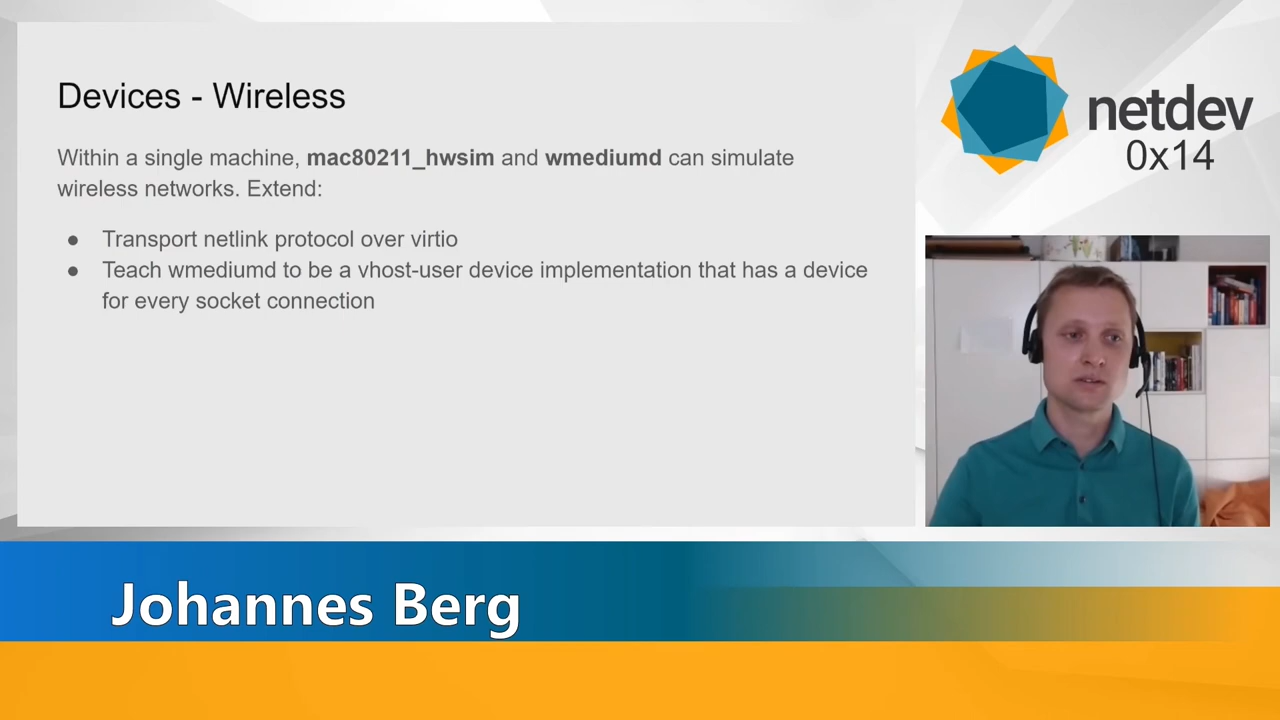 Devices - Wireless
Within a single machine, mac80211_hwsim and wmediumd can simulate
wireless networks. Extend:
● Transport netlink protocol over virtio
● Teach wmediumd to be a vhost-user device implementation that has a device
for every socket connection
netdev
0x14
Johannes Berg